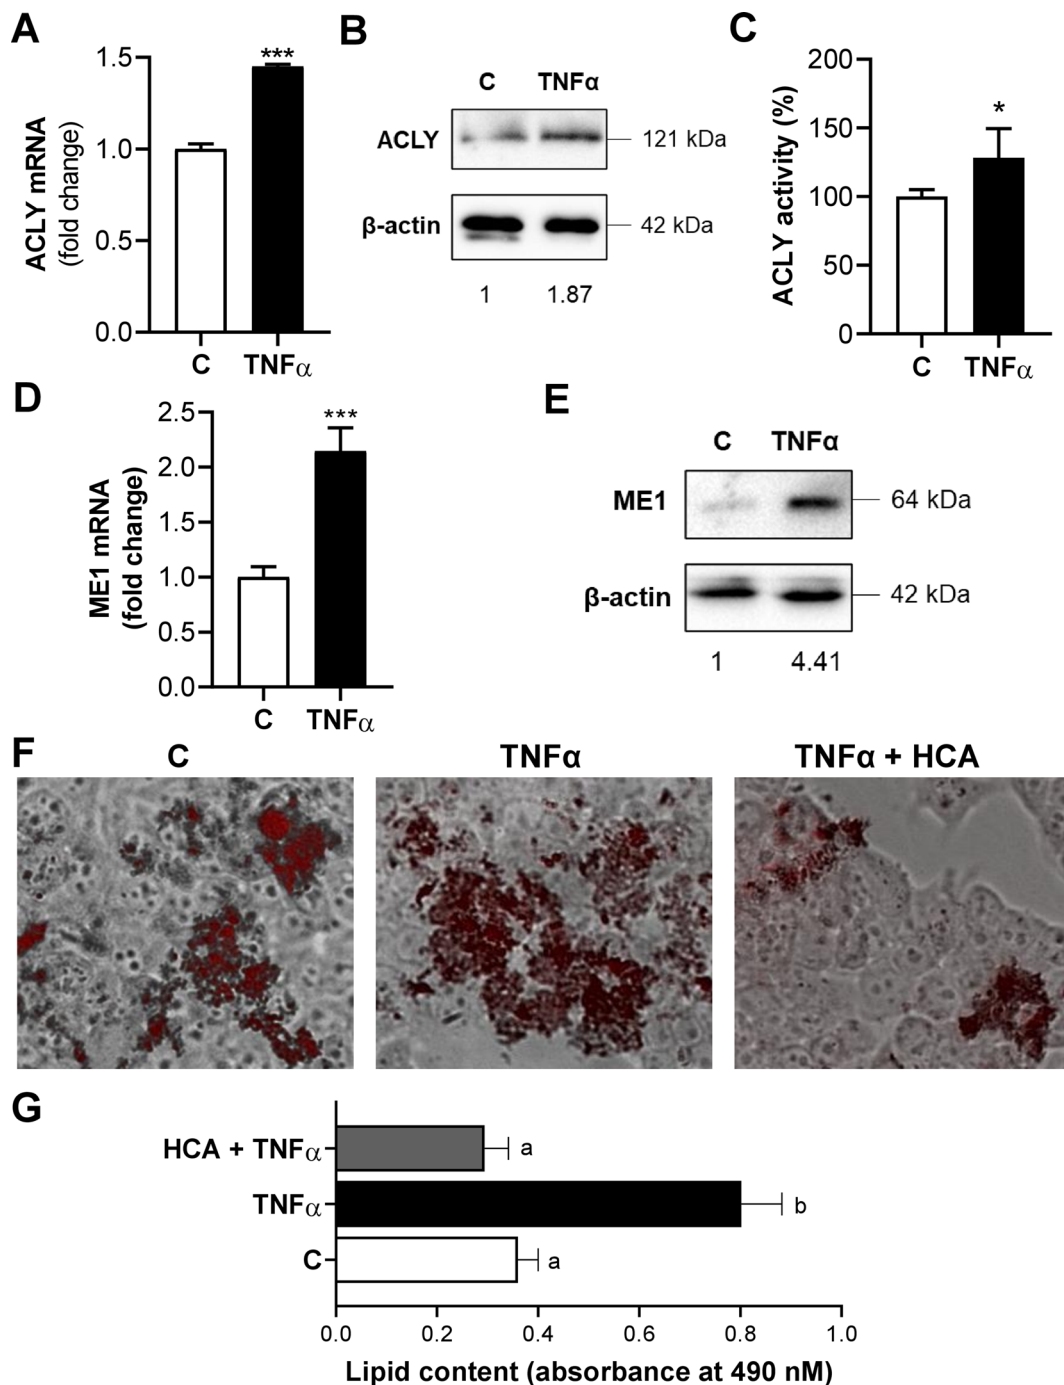 A
ACLY mRNA
(fold change)
1.5
1.0
0.5
0.0
***
C TNFα
B
C TNFα
ACLY
121 kDa
β-actin
42 kDa
1 1.87
C
ACLY activity (%)
200
150
100
50
0
*
C TNFα
D
ME1 mRNA
(fold change)
2.5
2.0
1.5
1.0
0.5
0.0
***
C TNFα
E
C TNFα
ME1
64 kDa
β-actin
42 kDa
1 4.41
F
C TNFα TNFα + HCA
G
HCA + TNFα a
TNFα b
C a
0.0 0.2 0.4 0.6 0.8 1.0
Lipid content (absorbance at 490 nM)